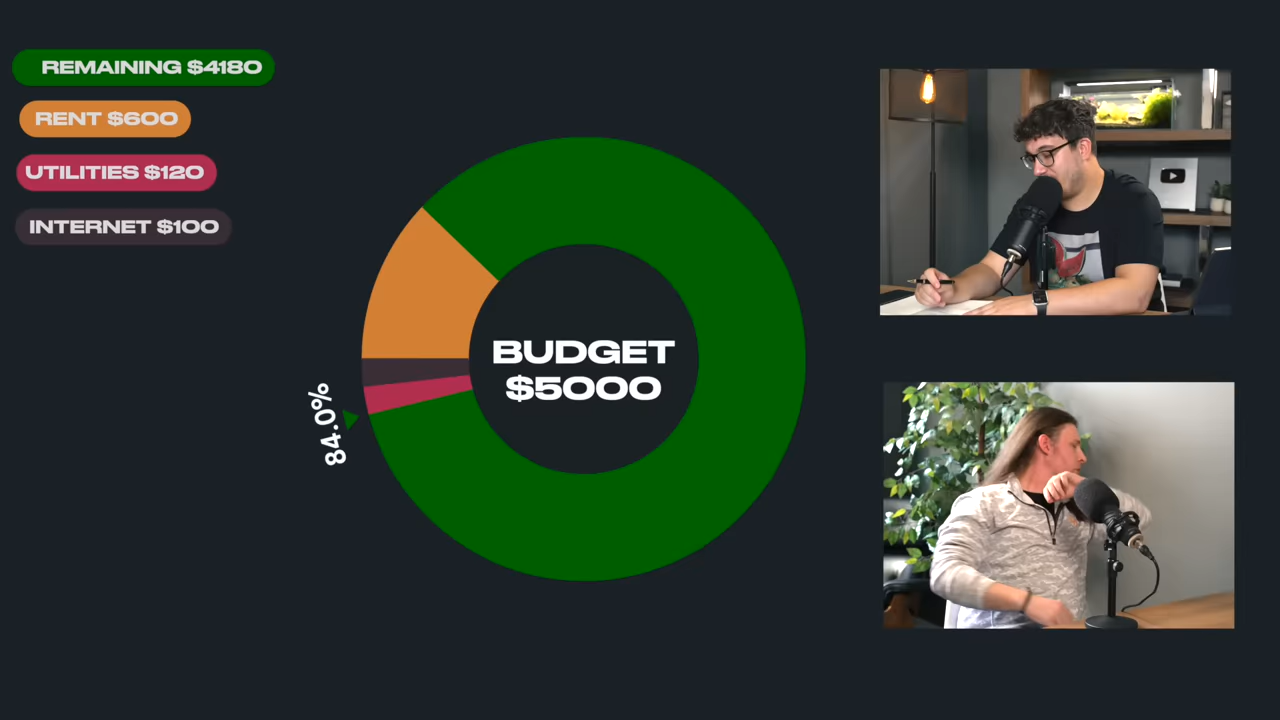 REMAINING $4180
RENT $600
UTILITIES $120
INTERNET $100
84.0%
BUDGET
$5000